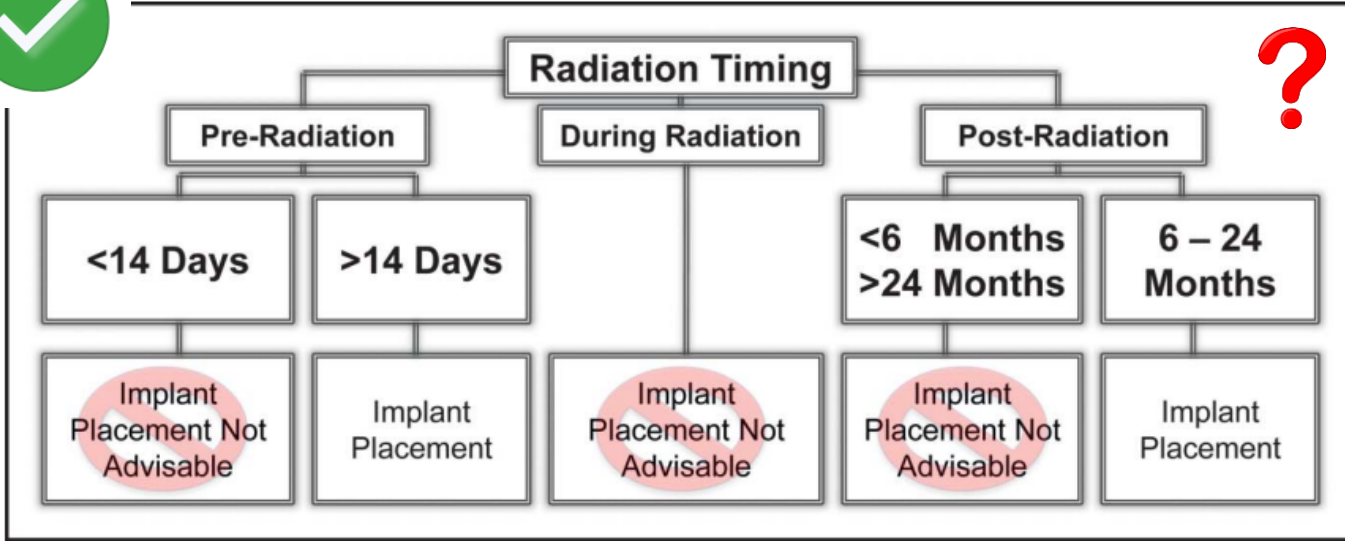 Radiation Timing
Pre-Radiation
During Radiation
Post-Radiation
<14 Days
>14 Days
<6 Months
>24 Months
6 – 24
Months
Implant
Placement Not
Advisable
Implant
Placement
Implant
Placement Not
Advisable
Implant
Placement Not
Advisable
Implant
Placement
?